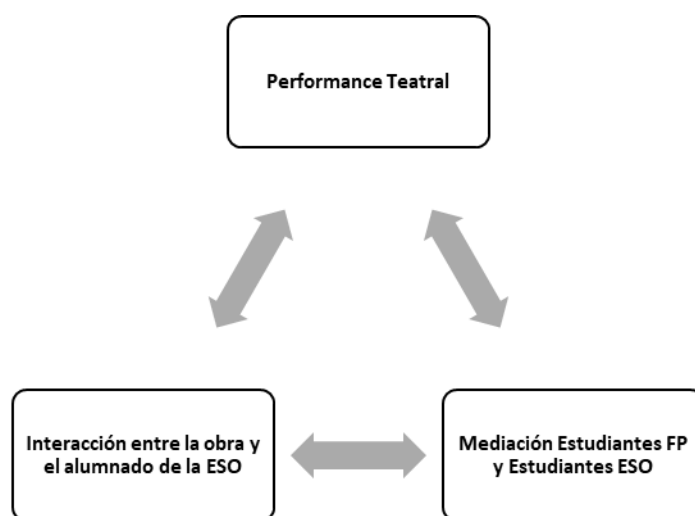 Performance Teatral
Interacción entre la obra y
el alumnado de la ESO
Mediación Estudiantes FP
y Estudiantes ESO